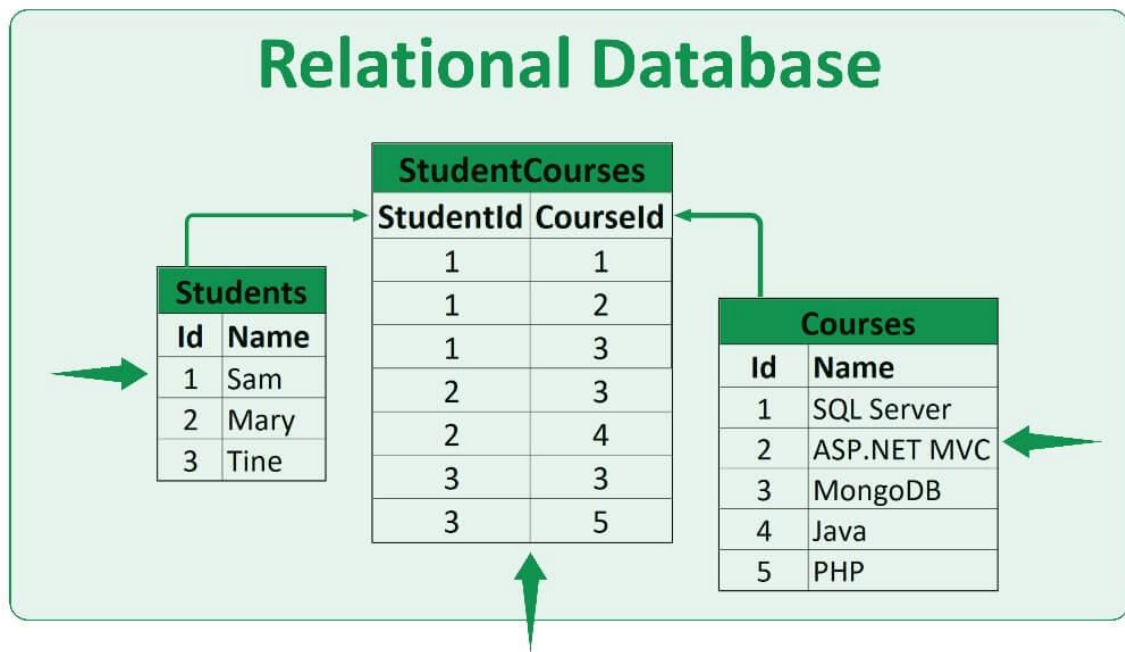 Relational Database
StudentCourses
StudentId CourseId
1 1
1 2
1 3
2 3
2 4
3 3
3 5
Students
Id Name
1 Sam
2 Mary
3 Tine
Courses
Id Name
1 SQL Server
2 ASP.NET MVC
3 MongoDB
4 Java
5 PHP